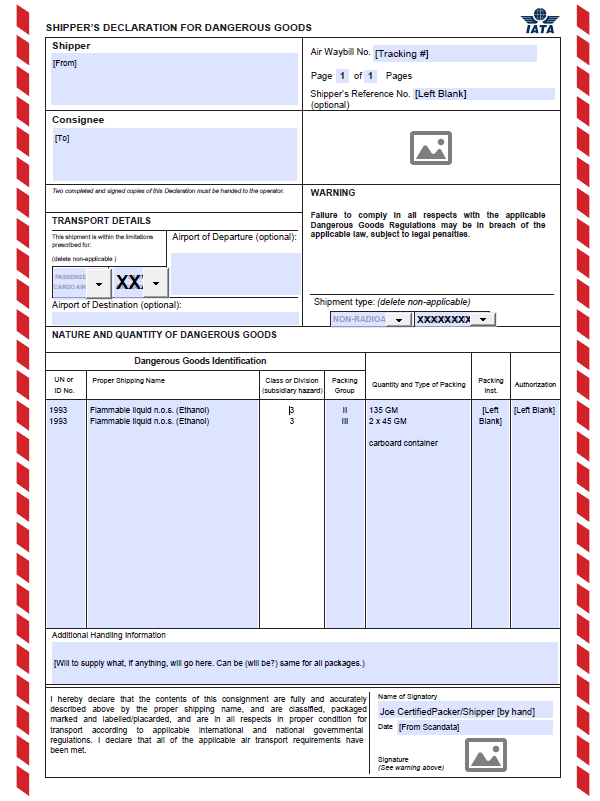 SHIPPER'S DECLARATION FOR DANGEROUS GOODS
IATA
Shipper
[From]
Air Waybill No. [Tracking #]
Page 1 of 1 Pages
Shipper's Reference No. [Left Blank]
(optional)
Consignee
[To]
Two completed and signed copies of this Declaration must be handed to the operator.
WARNING
Failure to comply in all respects with the applicable
Dangerous Goods Regulations may be in breach of
the applicable law, subject to legal penalties.
TRANSPORT DETAILS
This shipment is within the limitations
prescribed for:
(delete non-applicable )
Airport of Departure (optional):
PASSENGE
CARGO AIR
XX
Airport of Destination (optional):
Shipment type: (delete non-applicable)
NON-RADIOA
XXXXXXXX
NATURE AND QUANTITY OF DANGEROUS GOODS
Dangerous Goods Identification
UN or
ID No.
Proper Shipping Name
Class or Division
(subsidiary hazard)
Packing
Group
Quantity and Type of Packing
Packing
Inst.
Authorization
1993 Flammable liquid n.o.s. (Ethanol) 3 II 135 GM [Left [Left Blank]
1993 Flammable liquid n.o.s. (Ethanol) 3 III 2 x 45 GM Blank]
carboard container
Additional Handling Information
[Will to supply what, if anything, will go here. Can be (will be?) same for all packages.)
I hereby declare that the contents of this consignment are fully and accurately
described above by the proper shipping name, and are classified, packaged
marked and labelled/placarded, and are in all respects in proper condition for
transport according to applicable international and national governmental
regulations. I declare that all of the applicable air transport requirements have
been met.
Name of Signatory
Joe CertifiedPacker/Shipper [by hand]
Date [From Scandata]
Signature
(See warning above)